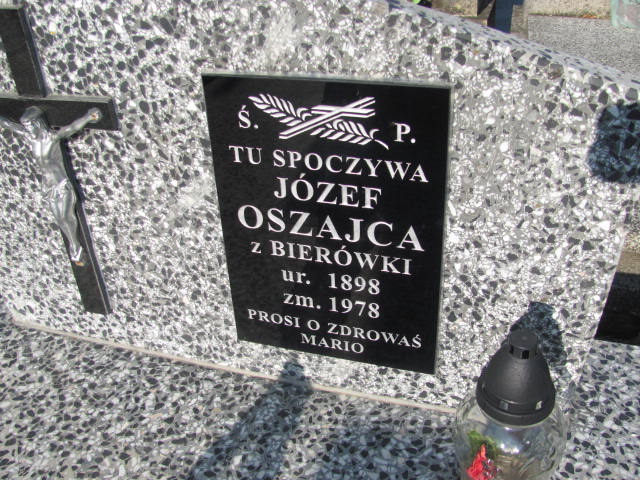 Ś. P.
TU SPOCZYWA
JÓZEF
OSZAJCA
z BIERÓWKI
ur. 1898
zm. 1978
PROSI O ZDROWAŚ
MARIO